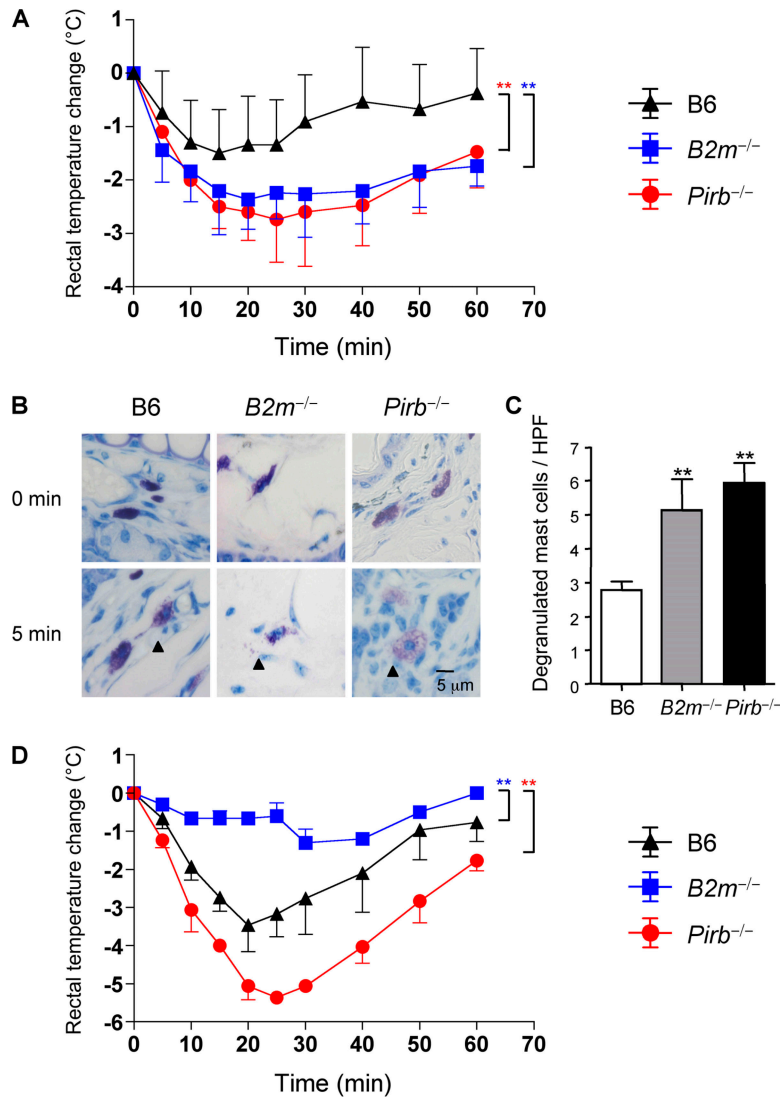 A
Rectal temperature change (°C)
1
0
-1
-2
-3
-4
0 10 20 30 40 50 60 70
Time (min)
** **
B6
B2m–/–
Pirb–/–
B
B6 B2m–/– Pirb–/–
0 min
5 min
5 μm
C
Degranulated mast cells / HPF
7
6
5
4
3
2
1
0
** **
B6 B2m–/– Pirb–/–
D
Rectal temperature change (°C)
1
0
-1
-2
-3
-4
-5
-6
0 10 20 30 40 50 60 70
Time (min)
** **
B6
B2m–/–
Pirb–/–